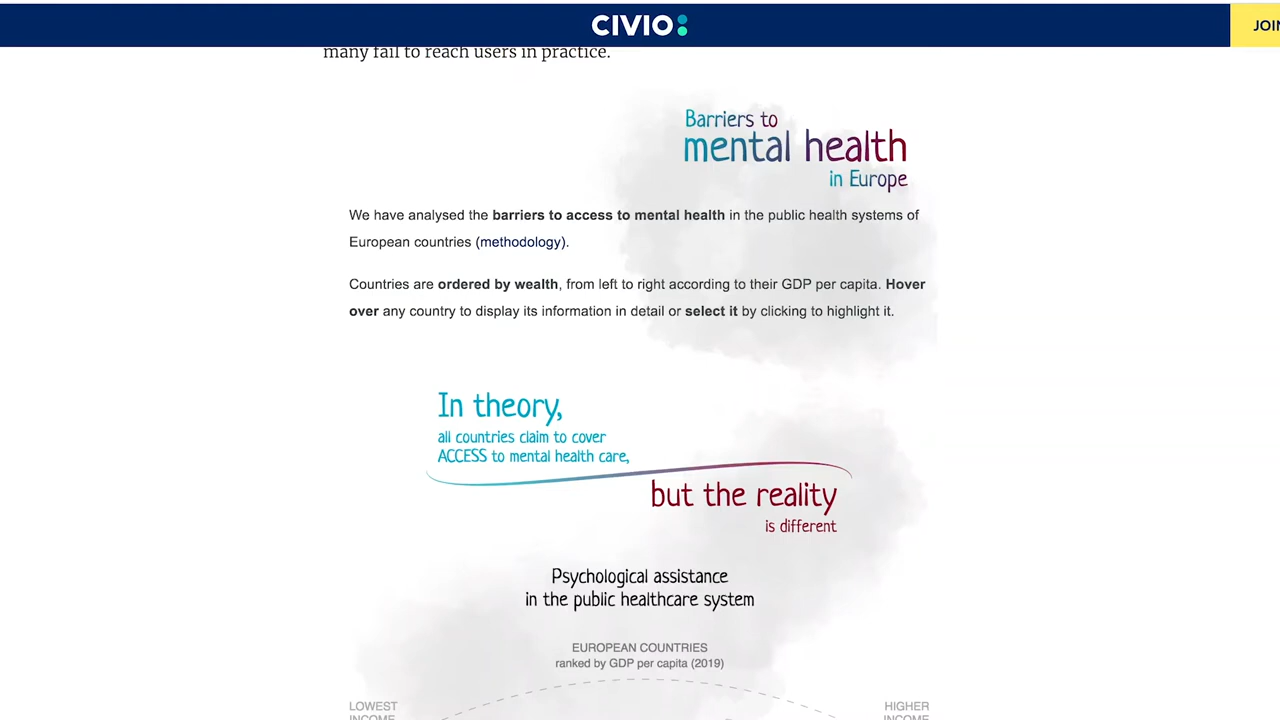 CIVIO
JOIN
many fail to reach users in practice.
Barriers to
mental health
in Europe
We have analysed the barriers to access to mental health in the public health systems of
European countries (methodology).
Countries are ordered by wealth, from left to right according to their GDP per capita. Hover
over any country to display its information in detail or select it by clicking to highlight it.
In theory,
all countries claim to cover
ACCESS to mental health care,
but the reality
is different
Psychological assistance
in the public healthcare system
EUROPEAN COUNTRIES
ranked by GDP per capita (2019)
LOWEST
INCOME
HIGHER
INCOME